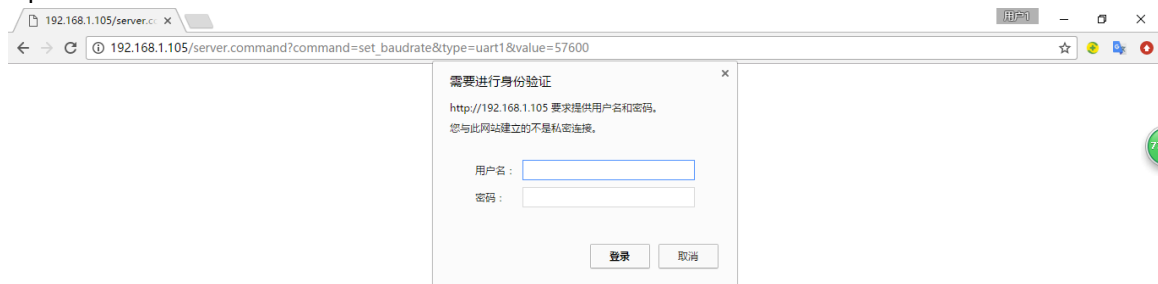 192.168.1.105/server.c
用户1
192.168.1.105/server.command?command=set_baudrate&type=uart1&value=57600
需要进行身份验证
http://192.168.1.105 要求提供用户名和密码。
您与此网站建立的不是私密连接。
用户名：
密码：
登录 取消